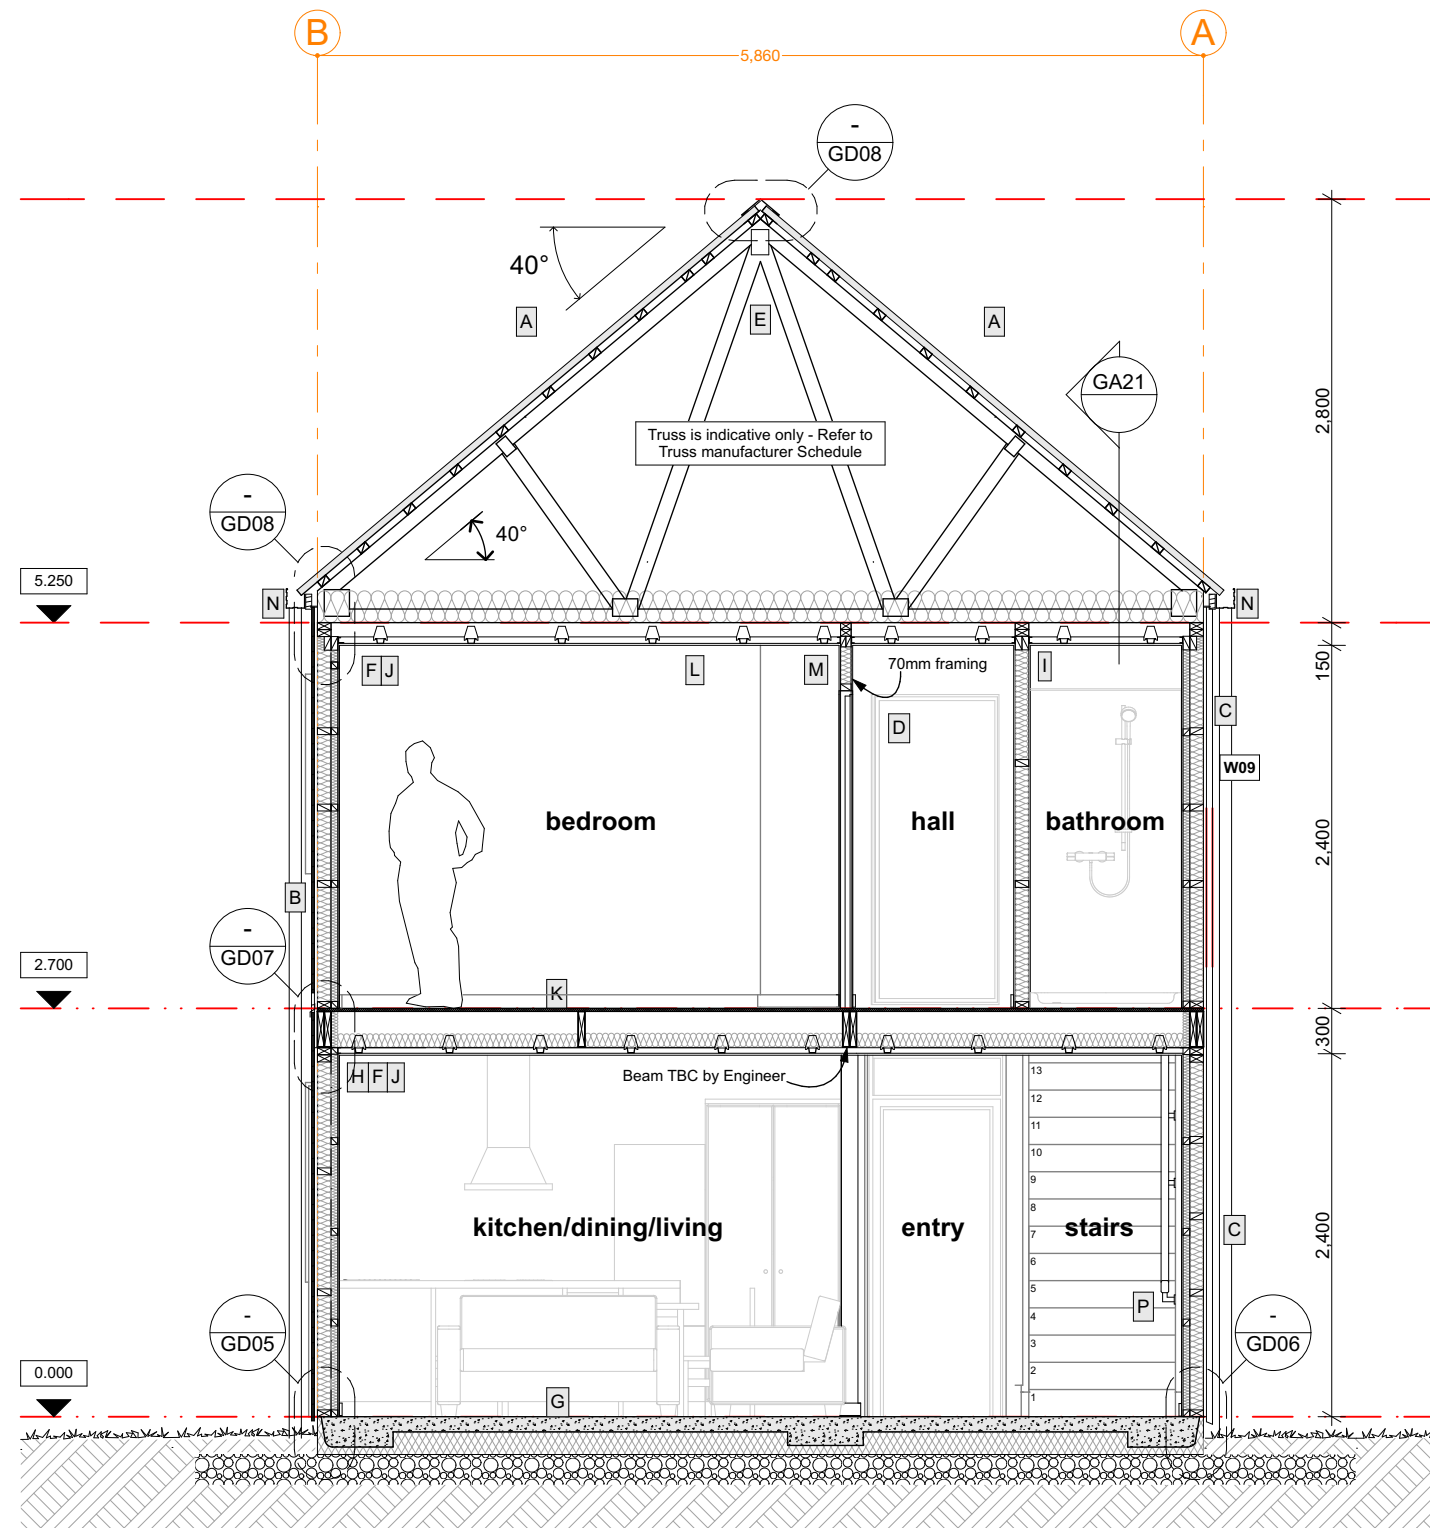 B
A
5,860
-
GD08
40°
A
E
A
GA21
2,800
Truss is indicative only - Refer to
Truss manufacturer Schedule
-
GD08
40°
5.250
N
N
F J
L
M
70mm framing
I
150
D
C
W09
bedroom
hall
bathroom
2,400
B
-
GD07
2.700
K
300
H F J
Beam TBC by Engineer
13
12
11
10
9
8
7
6
5
4
3
2
1
kitchen/dining/living
entry
stairs
C
2,400
P
-
GD05
-
GD06
0.000
G